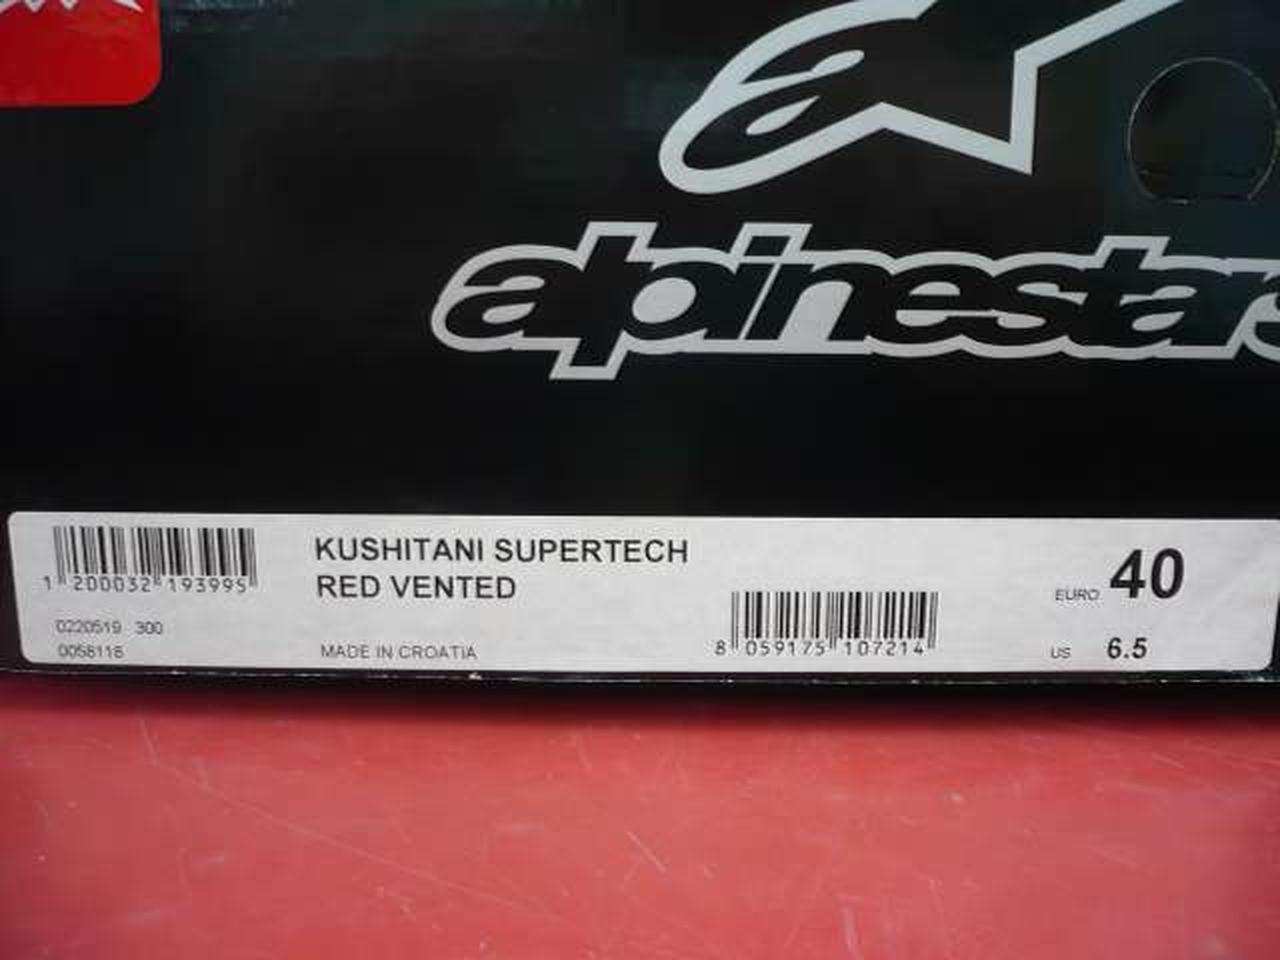 alpinestars
KUSHITANI SUPERTECH
RED VENTED
1 200032 193995
0220519 300
0058116
MADE IN CROATIA
8 059175 107214
EURO 40
US 6.5